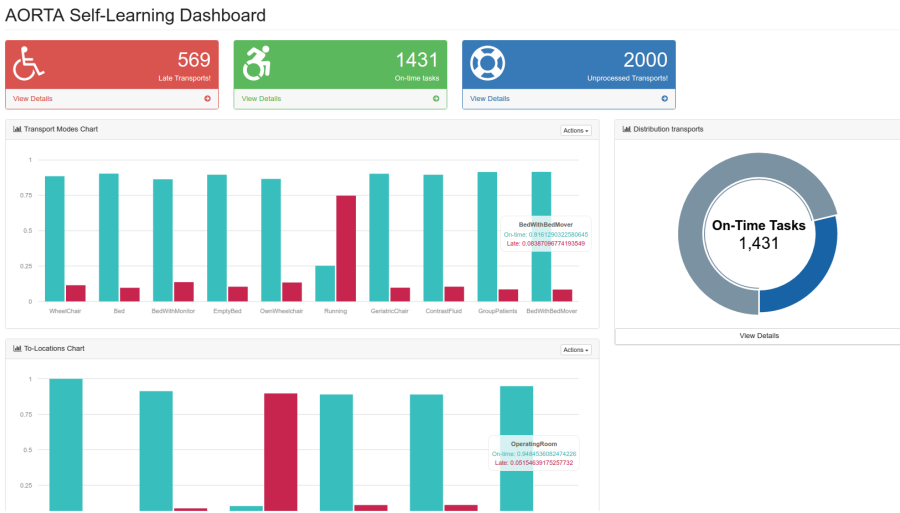 AORTA Self-Learning Dashboard
569
Late Transports!
View Details
1431
On-time tasks
View Details
2000
Unprocessed Transports!
View Details
Transport Modes Chart
Actions
1
0.75
0.5
0.25
0
BedWithBedMover
On-time: 0.9161290322580645
Late: 0.08387096774193549
WheelChair Bed BedWithMonitor EmptyBed OwnWheelchair Running GeriatricChair ContrastFluid GroupPatients BedWithBedMover
Distribution transports
On-Time Tasks
1,431
View Details
To-Locations Chart
Actions
1
0.75
0.5
0.25
OperatingRoom
On-time: 0.9484536082474226
Late: 0.05154639175257732